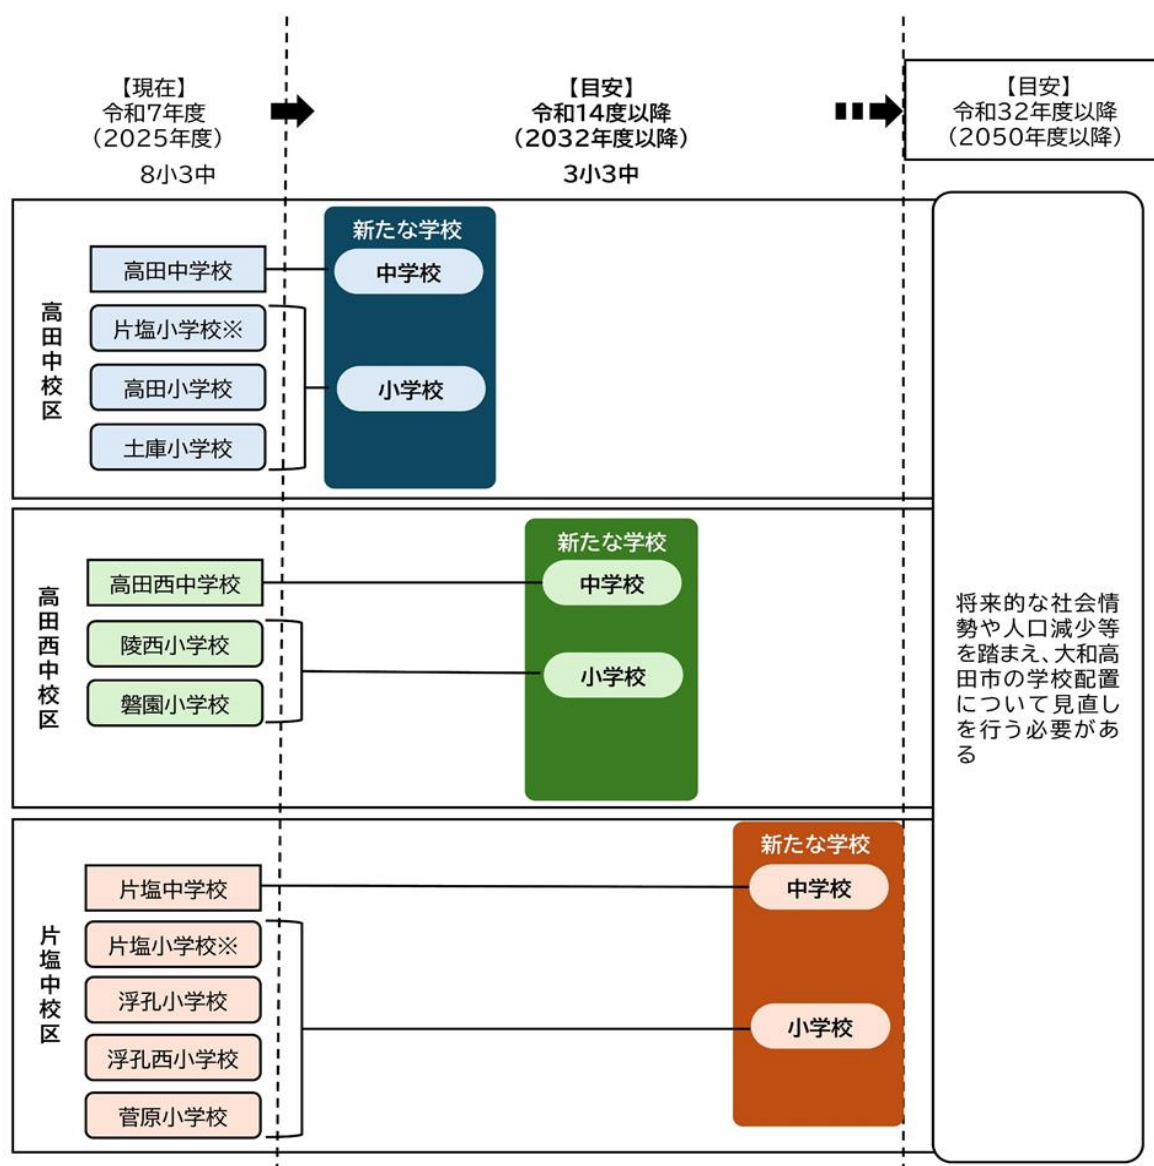 【現在】
令和7年度
（2025年度）
8小3中
【目安】
令和14度以降
（2032年度以降）
3小3中
【目安】
令和32年度以降
（2050年度以降）
高田中校区
高田中学校
片塩小学校※
高田小学校
土庫小学校
新たな学校
中学校
小学校
高田西中校区
高田西中学校
陵西小学校
磐園小学校
新たな学校
中学校
小学校
片塩中校区
片塩中学校
片塩小学校※
浮孔小学校
浮孔西小学校
菅原小学校
新たな学校
中学校
小学校
将来的な社会情
勢や人口減少等
を踏まえ、大和高
田市の学校配置
について見直し
を行う必要があ
る